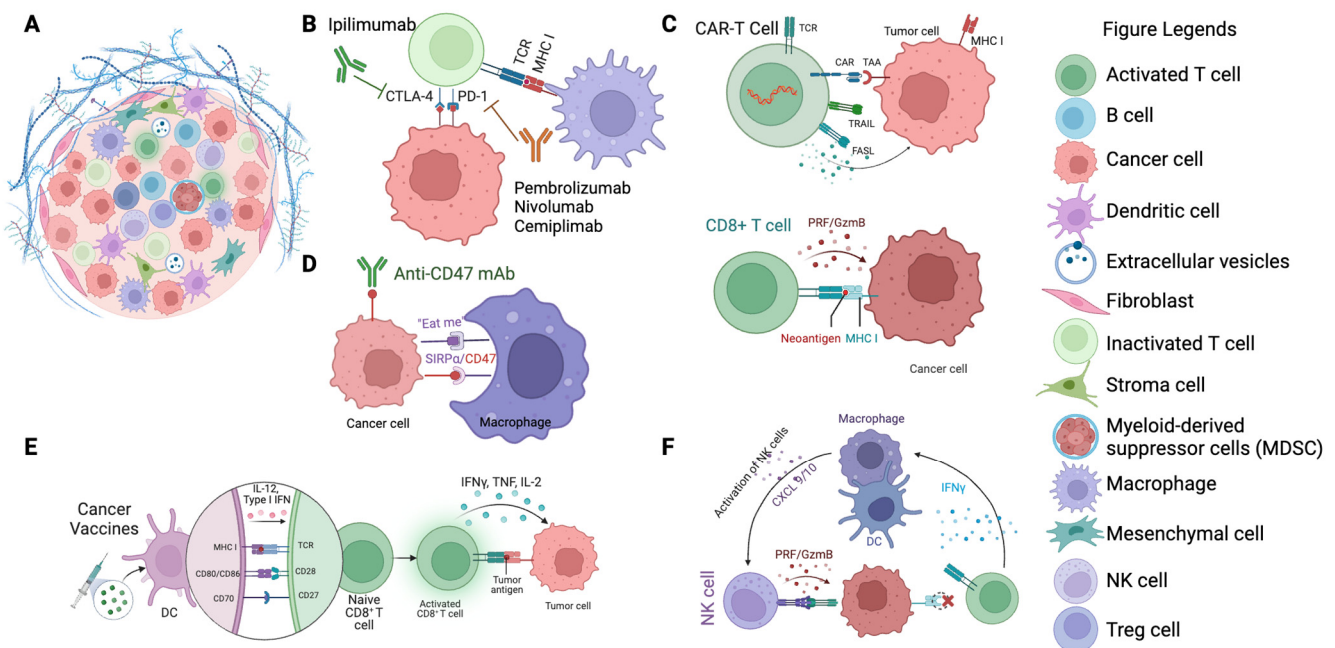 A
B
Ipilimumab
TCR
MHC I
CTLA-4
PD-1
Pembrolizumab
Nivolumab
Cemiplimab
C
CAR-T Cell
TCR
Tumor cell
MHC I
CAR
TAA
TRAIL
FASL
CD8+ T cell
PRF/GzmB
Neoantigen
MHC I
Cancer cell
D
Anti-CD47 mAb
"Eat me"
SIRPα/CD47
Cancer cell
Macrophage
E
Cancer
Vaccines
DC
IL-12,
Type I IFN
MHC I
TCR
CD80/CD86
CD28
CD70
CD27
Naive
CD8⁺ T
cell
Activated
CD8⁺ T cell
IFNγ, TNF, IL-2
Tumor
antigen
Tumor cell
F
Macrophage
Activation of NK cells
CXCL 9/10
DC
IFNγ
PRF/GzmB
NK cell
Figure Legends
Activated T cell
B cell
Cancer cell
Dendritic cell
Extracellular vesicles
Fibroblast
Inactivated T cell
Stroma cell
Myeloid-derived
suppressor cells (MDSC)
Macrophage
Mesenchymal cell
NK cell
Treg cell